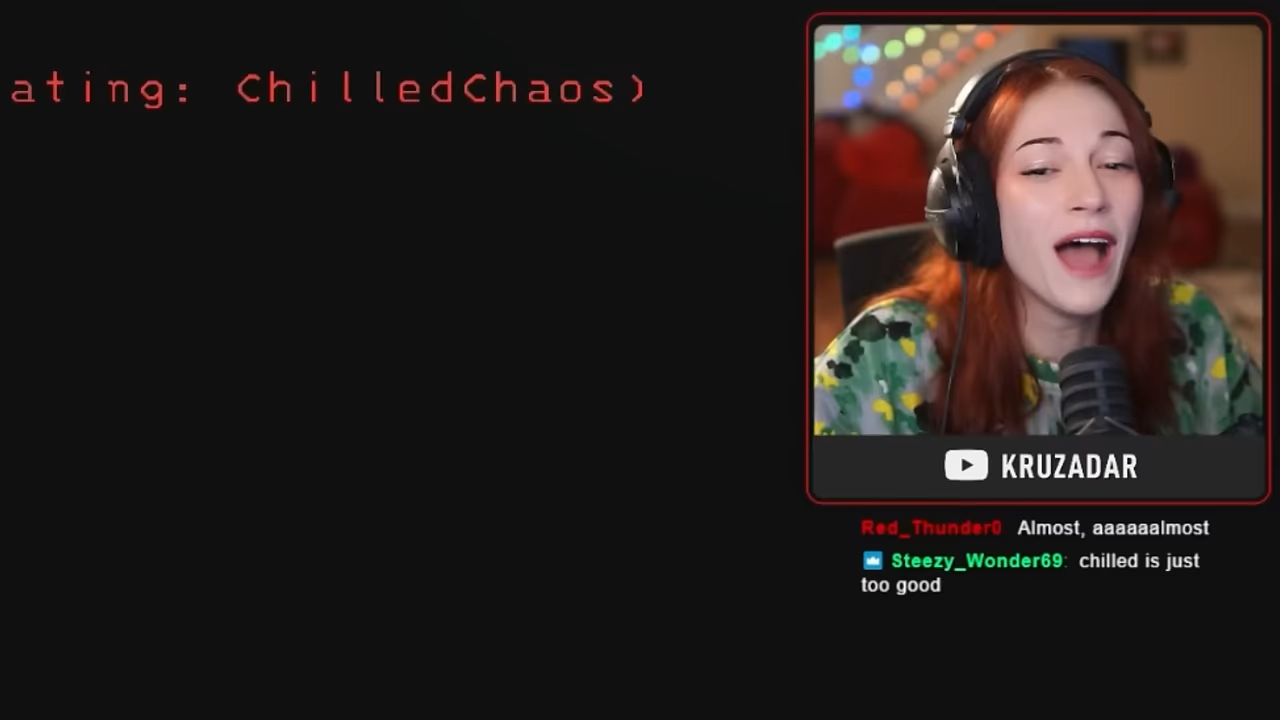 ating: ChilledChaos)
KRUZADAR
Red_Thunder0 Almost, aaaaaalmost
Steezy_Wonder69: chilled is just
too good